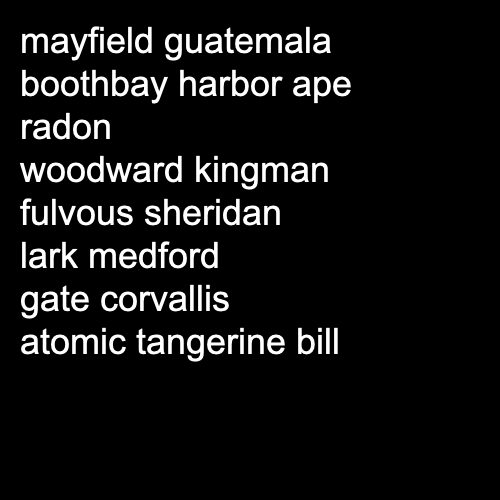 mayfield guatemala
boothbay harbor ape
radon
woodward kingman
fulvous sheridan
lark medford
gate corvallis
atomic tangerine bill